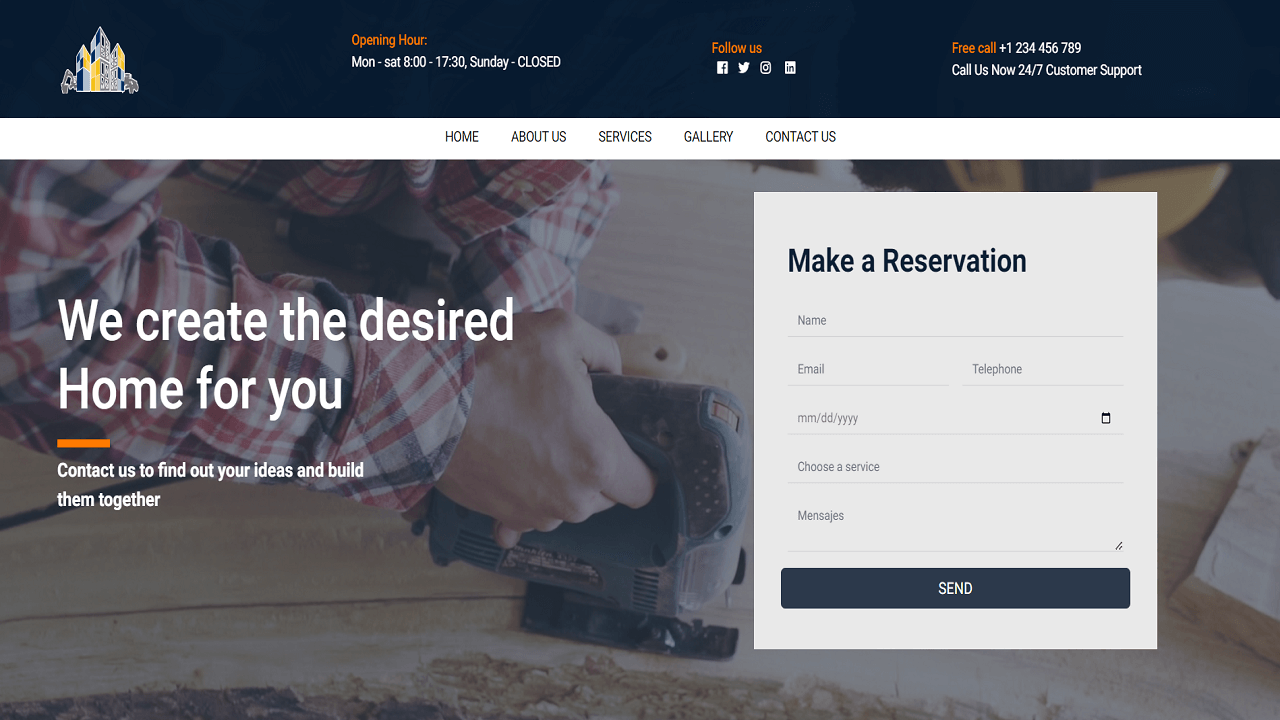 Opening Hour:
Mon - sat 8:00 - 17:30, Sunday - CLOSED
Follow us
Free call +1 234 456 789
Call Us Now 24/7 Customer Support
HOME ABOUT US SERVICES GALLERY CONTACT US
We create the desired
Home for you
Contact us to find out your ideas and build
them together
Make a Reservation
Name
Email Telephone
mm/dd/yyyy
Choose a service
Mensajes
SEND